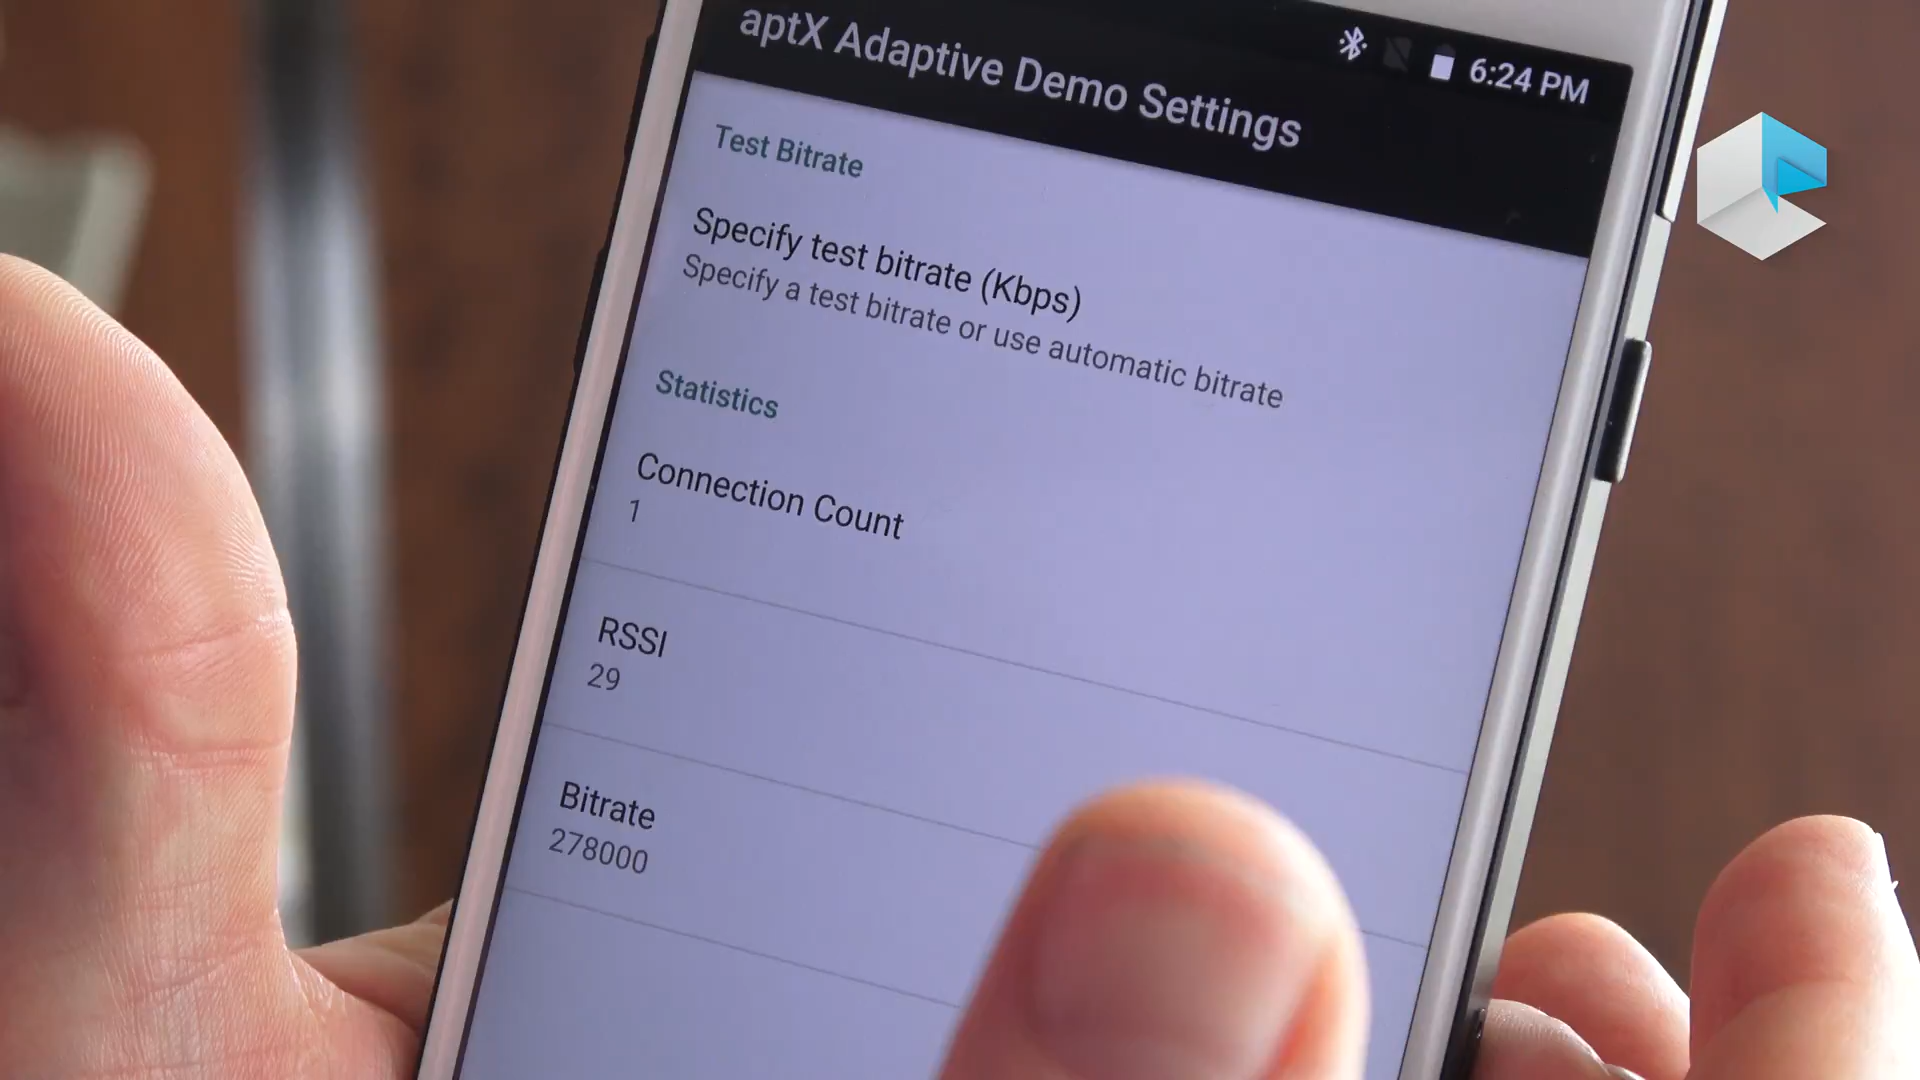 6:24 PM
aptX Adaptive Demo Settings
Test Bitrate
Specify test bitrate (Kbps)
Specify a test bitrate or use automatic bitrate
Statistics
Connection Count
1
RSSI
29
Bitrate
278000